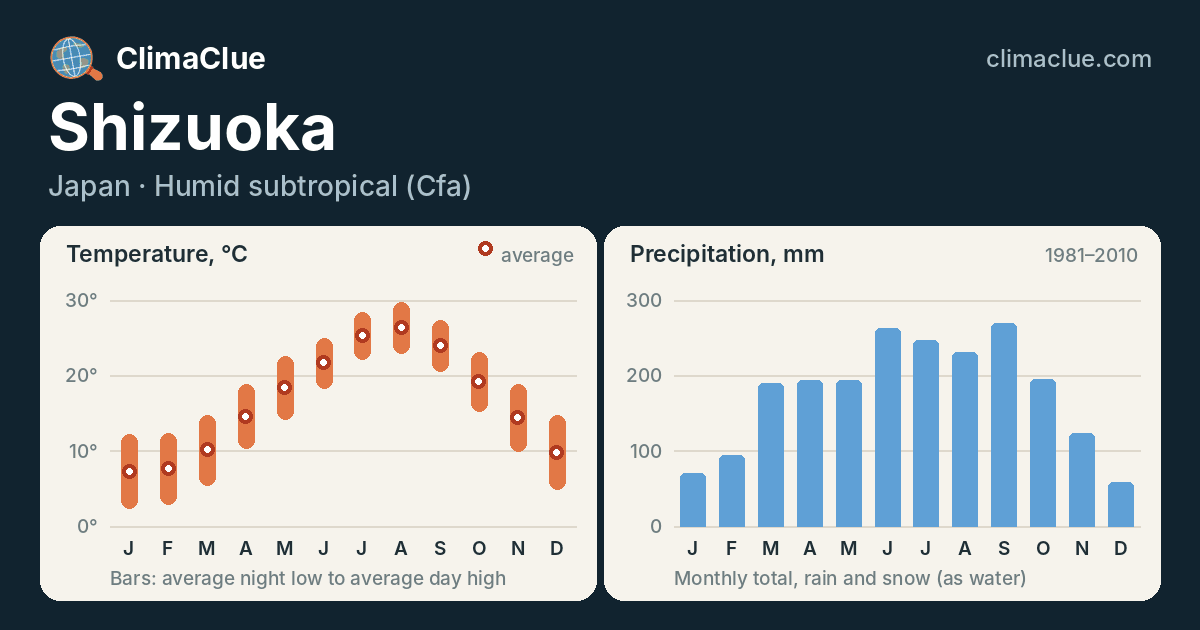 ClimaClue
climaclue.com
Shizuoka
Japan · Humid subtropical (Cfa)
Temperature, °C
average
30°
20°
10°
0°
J F M A M J J A S O N D
Bars: average night low to average day high
Precipitation, mm
1981–2010
300
200
100
0
J F M A M J J A S O N D
Monthly total, rain and snow (as water)